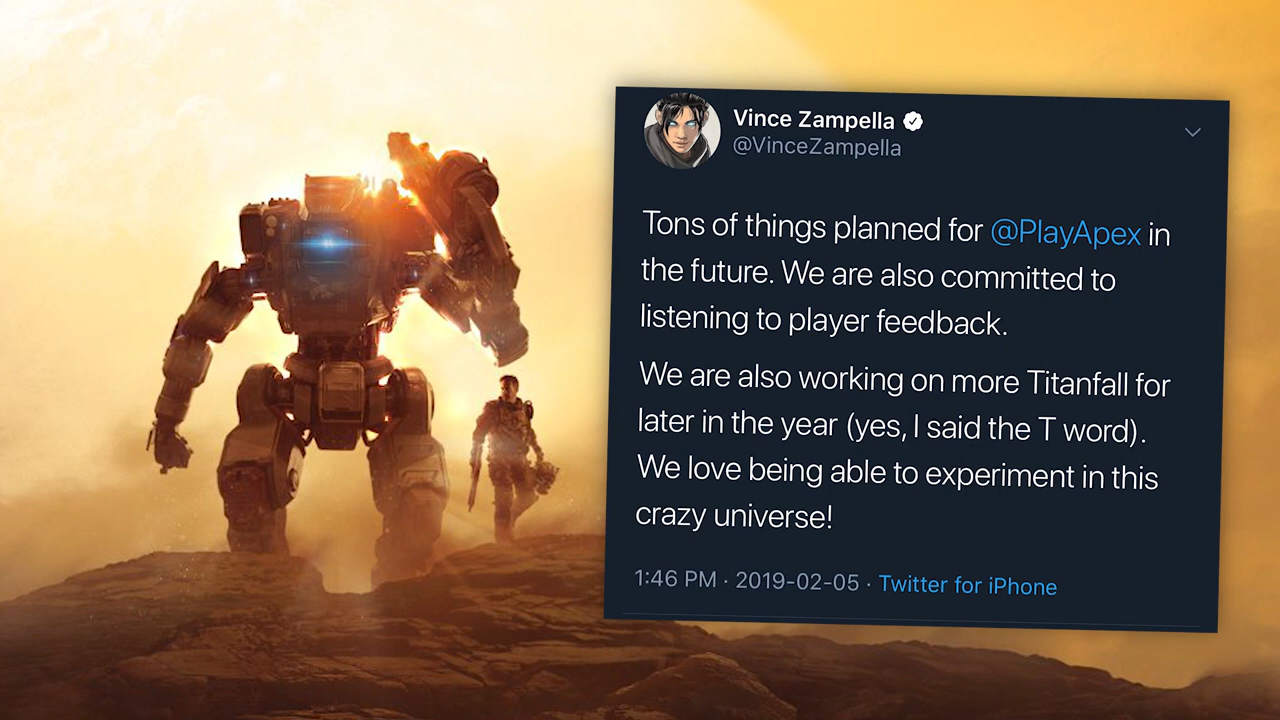 Vince Zampella
@VinceZampella
Tons of things planned for @PlayApex in
the future. We are also committed to
listening to player feedback.
We are also working on more Titanfall for
later in the year (yes, I said the T word).
We love being able to experiment in this
crazy universe!
1:46 PM · 2019-02-05 · Twitter for iPhone